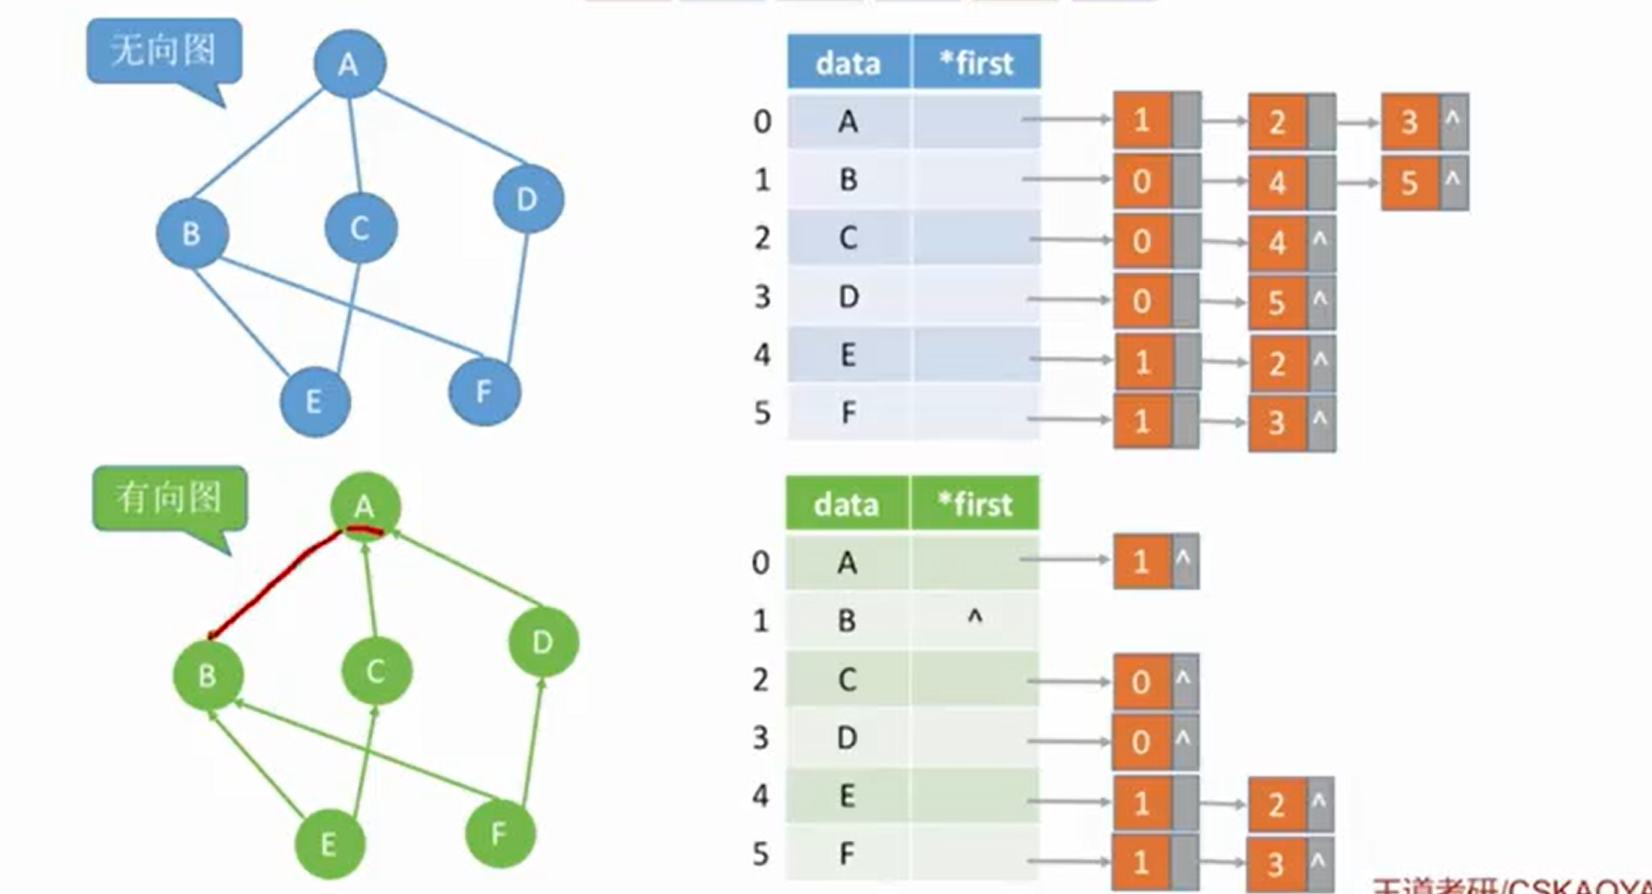 无向图
A
B
C
D
E
F
data *first
0 A 1 2 3 ^
1 B 0 4 5 ^
2 C 0 4 ^
3 D 0 5 ^
4 E 1 2 ^
5 F 1 3 ^
有向图
A
B
C
D
E
F
data *first
0 A 1 ^
1 B ^
2 C 0 ^
3 D 0 ^
4 E 1 2 ^
5 F 1 3 ^
王道考研/CSKAOYA